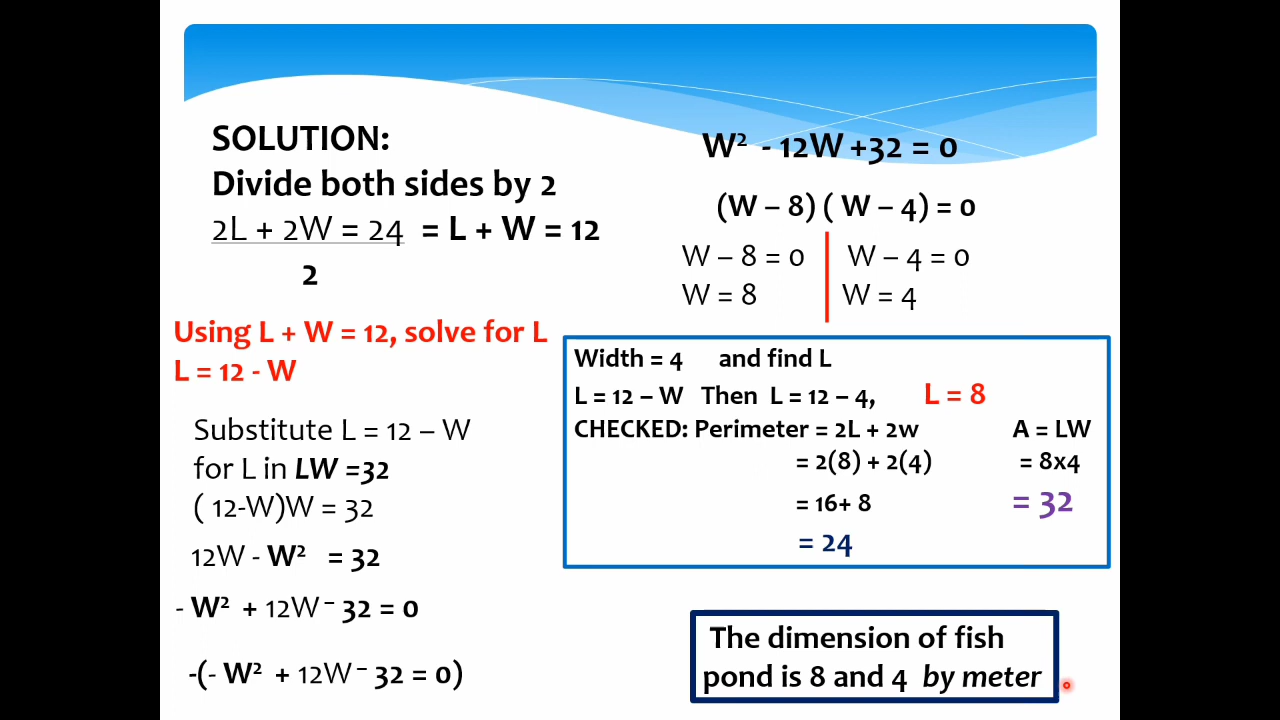 SOLUTION:
Divide both sides by 2
2L + 2W = 24 = L + W = 12
2
Using L + W = 12, solve for L
L = 12 - W
Substitute L = 12 – W
for L in LW =32
( 12-W)W = 32
12W - W² = 32
- W² + 12W – 32 = 0
-(- W² + 12W – 32 = 0)
W² - 12W +32 = 0
(W – 8) ( W – 4) = 0
W – 8 = 0 W – 4 = 0
W = 8 W = 4
Width = 4 and find L
L = 12 – W Then L = 12 – 4, L = 8
CHECKED: Perimeter = 2L + 2w A = LW
= 2(8) + 2(4) = 8x4
= 16+ 8 = 32
= 24
The dimension of fish
pond is 8 and 4 by meter